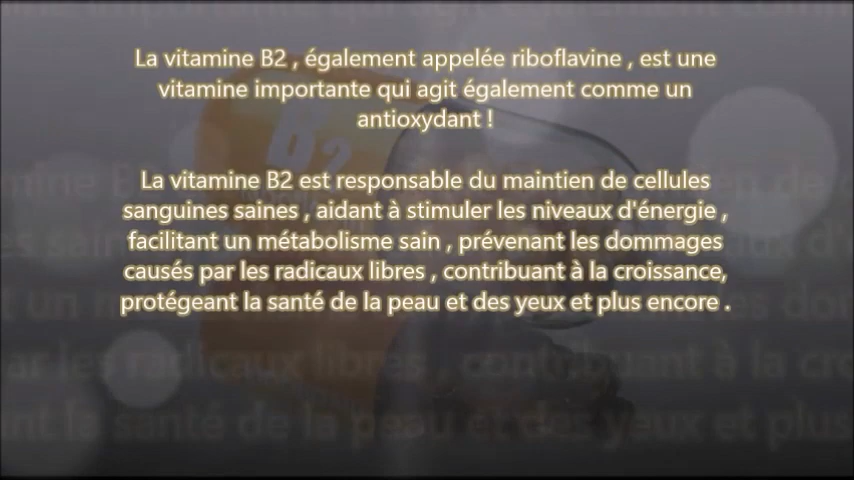 La vitamine B2 , également appelée riboflavine , est une
vitamine importante qui agit également comme un
antioxydant !
La vitamine B2 est responsable du maintien de cellules
sanguines saines , aidant à stimuler les niveaux d'énergie ,
facilitant un métabolisme sain , prévenant les dommages
causés par les radicaux libres , contribuant à la croissance,
protégeant la santé de la peau et des yeux et plus encore .
B2